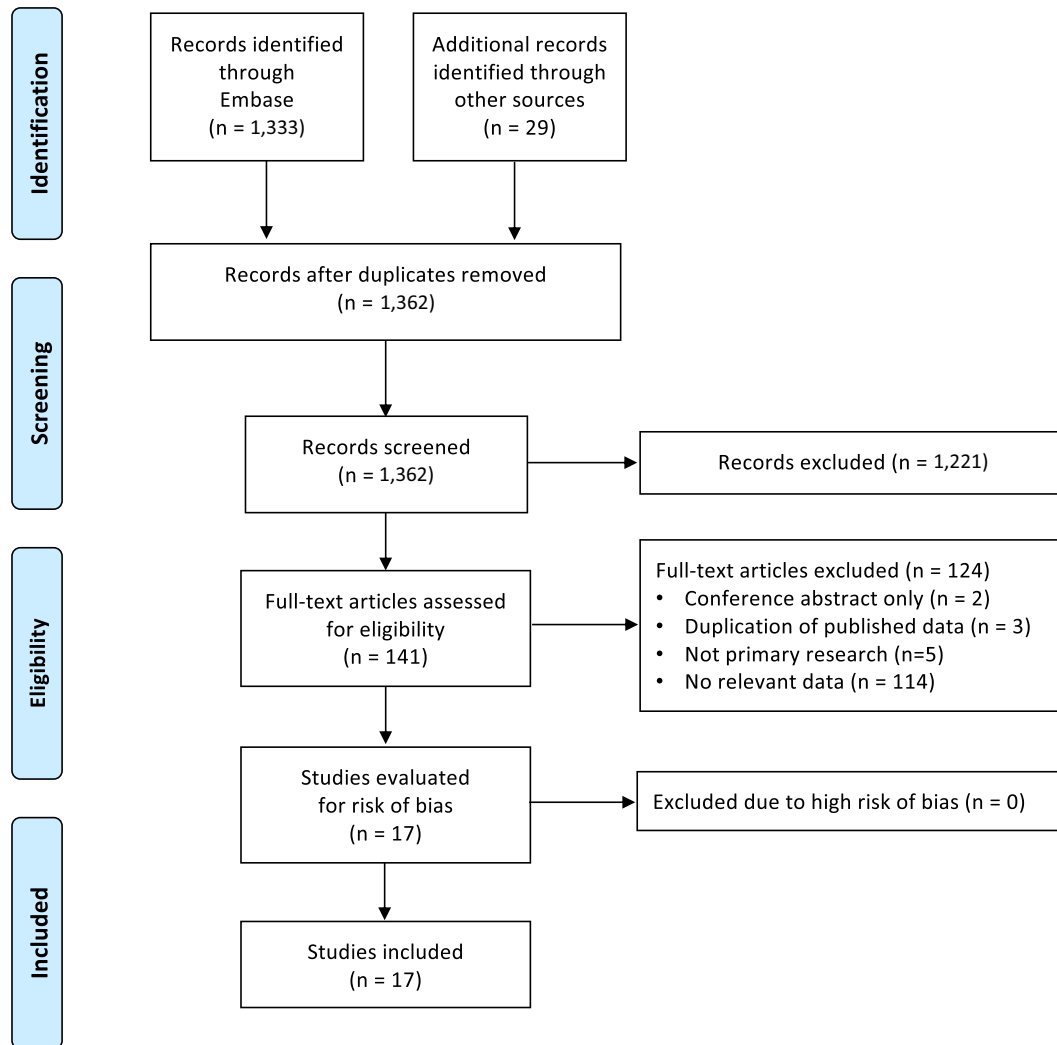 Identification
Records identified
through
Embase
(n = 1,333)
Additional records
identified through
other sources
(n = 29)
Records after duplicates removed
(n = 1,362)
Screening
Records screened
(n = 1,362)
Records excluded (n = 1,221)
Eligibility
Full-text articles assessed
for eligibility
(n = 141)
Full-text articles excluded (n = 124)
• Conference abstract only (n = 2)
• Duplication of published data (n = 3)
• Not primary research (n=5)
• No relevant data (n = 114)
Studies evaluated
for risk of bias
(n = 17)
Excluded due to high risk of bias (n = 0)
Included
Studies included
(n = 17)